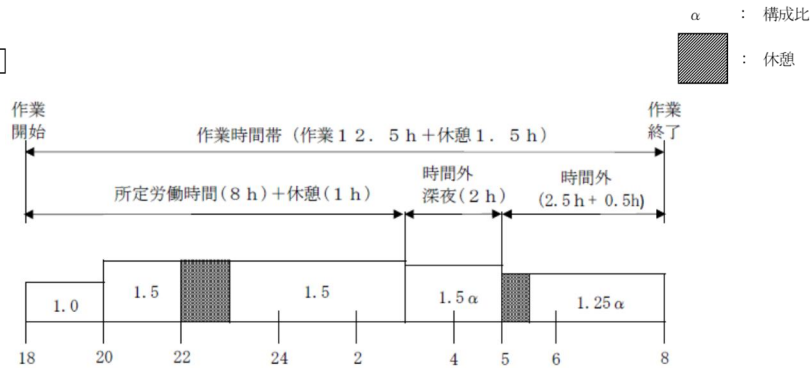 α : 構成比
: 休憩
作業
開始
作業
終了
作業時間帯(作業12.5h+休憩1.5h)
所定労働時間(8h)+休憩(1h)
時間外
深夜(2h)
時間外
(2.5h+0.5h)
1.0
1.5
1.5
1.5α
1.25α
18 20 22 24 2 4 5 6 8